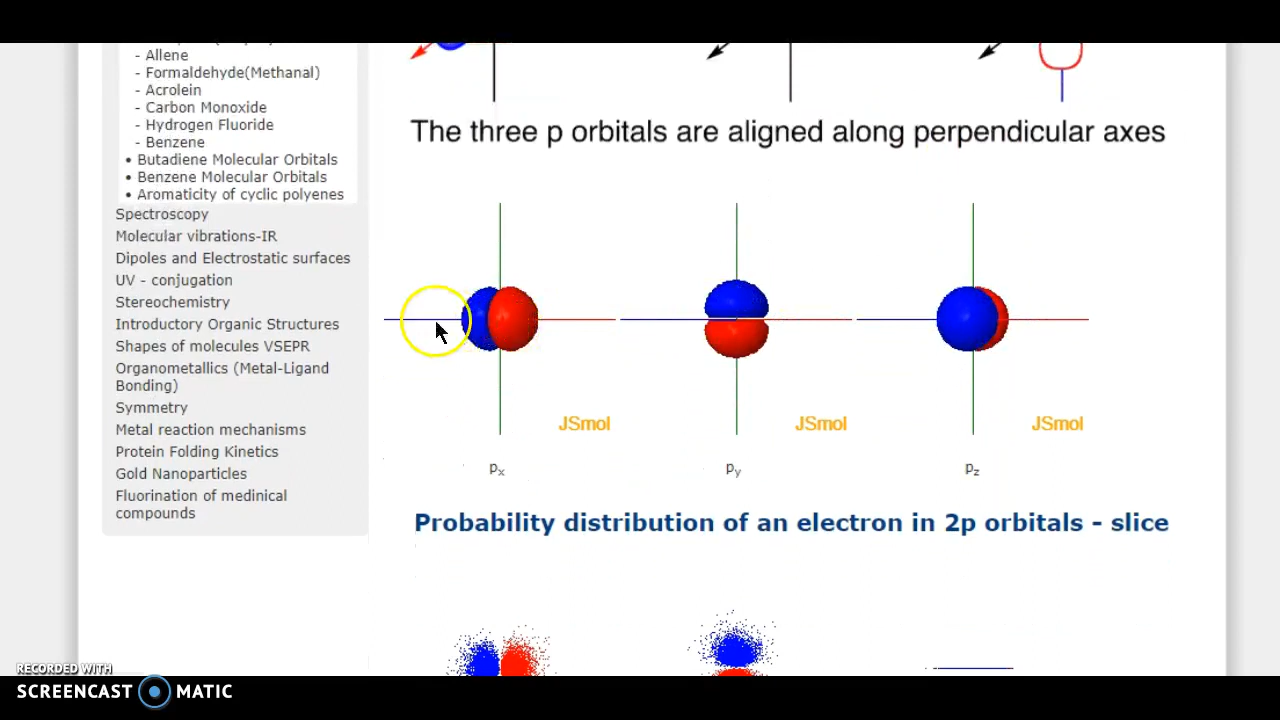 - Allene
- Formaldehyde(Methanal)
- Acrolein
- Carbon Monoxide
- Hydrogen Fluoride
- Benzene
• Butadiene Molecular Orbitals
• Benzene Molecular Orbitals
• Aromaticity of cyclic polyenes
Spectroscopy
Molecular vibrations-IR
Dipoles and Electrostatic surfaces
UV - conjugation
Stereochemistry
Introductory Organic Structures
Shapes of molecules VSEPR
Organometallics (Metal-Ligand
Bonding)
Symmetry
Metal reaction mechanisms
Protein Folding Kinetics
Gold Nanoparticles
Fluorination of medinical
compounds
The three p orbitals are aligned along perpendicular axes
JSmol
JSmol
JSmol
px
py
pz
Probability distribution of an electron in 2p orbitals - slice
RECORDED WITH
SCREENCAST MATIC